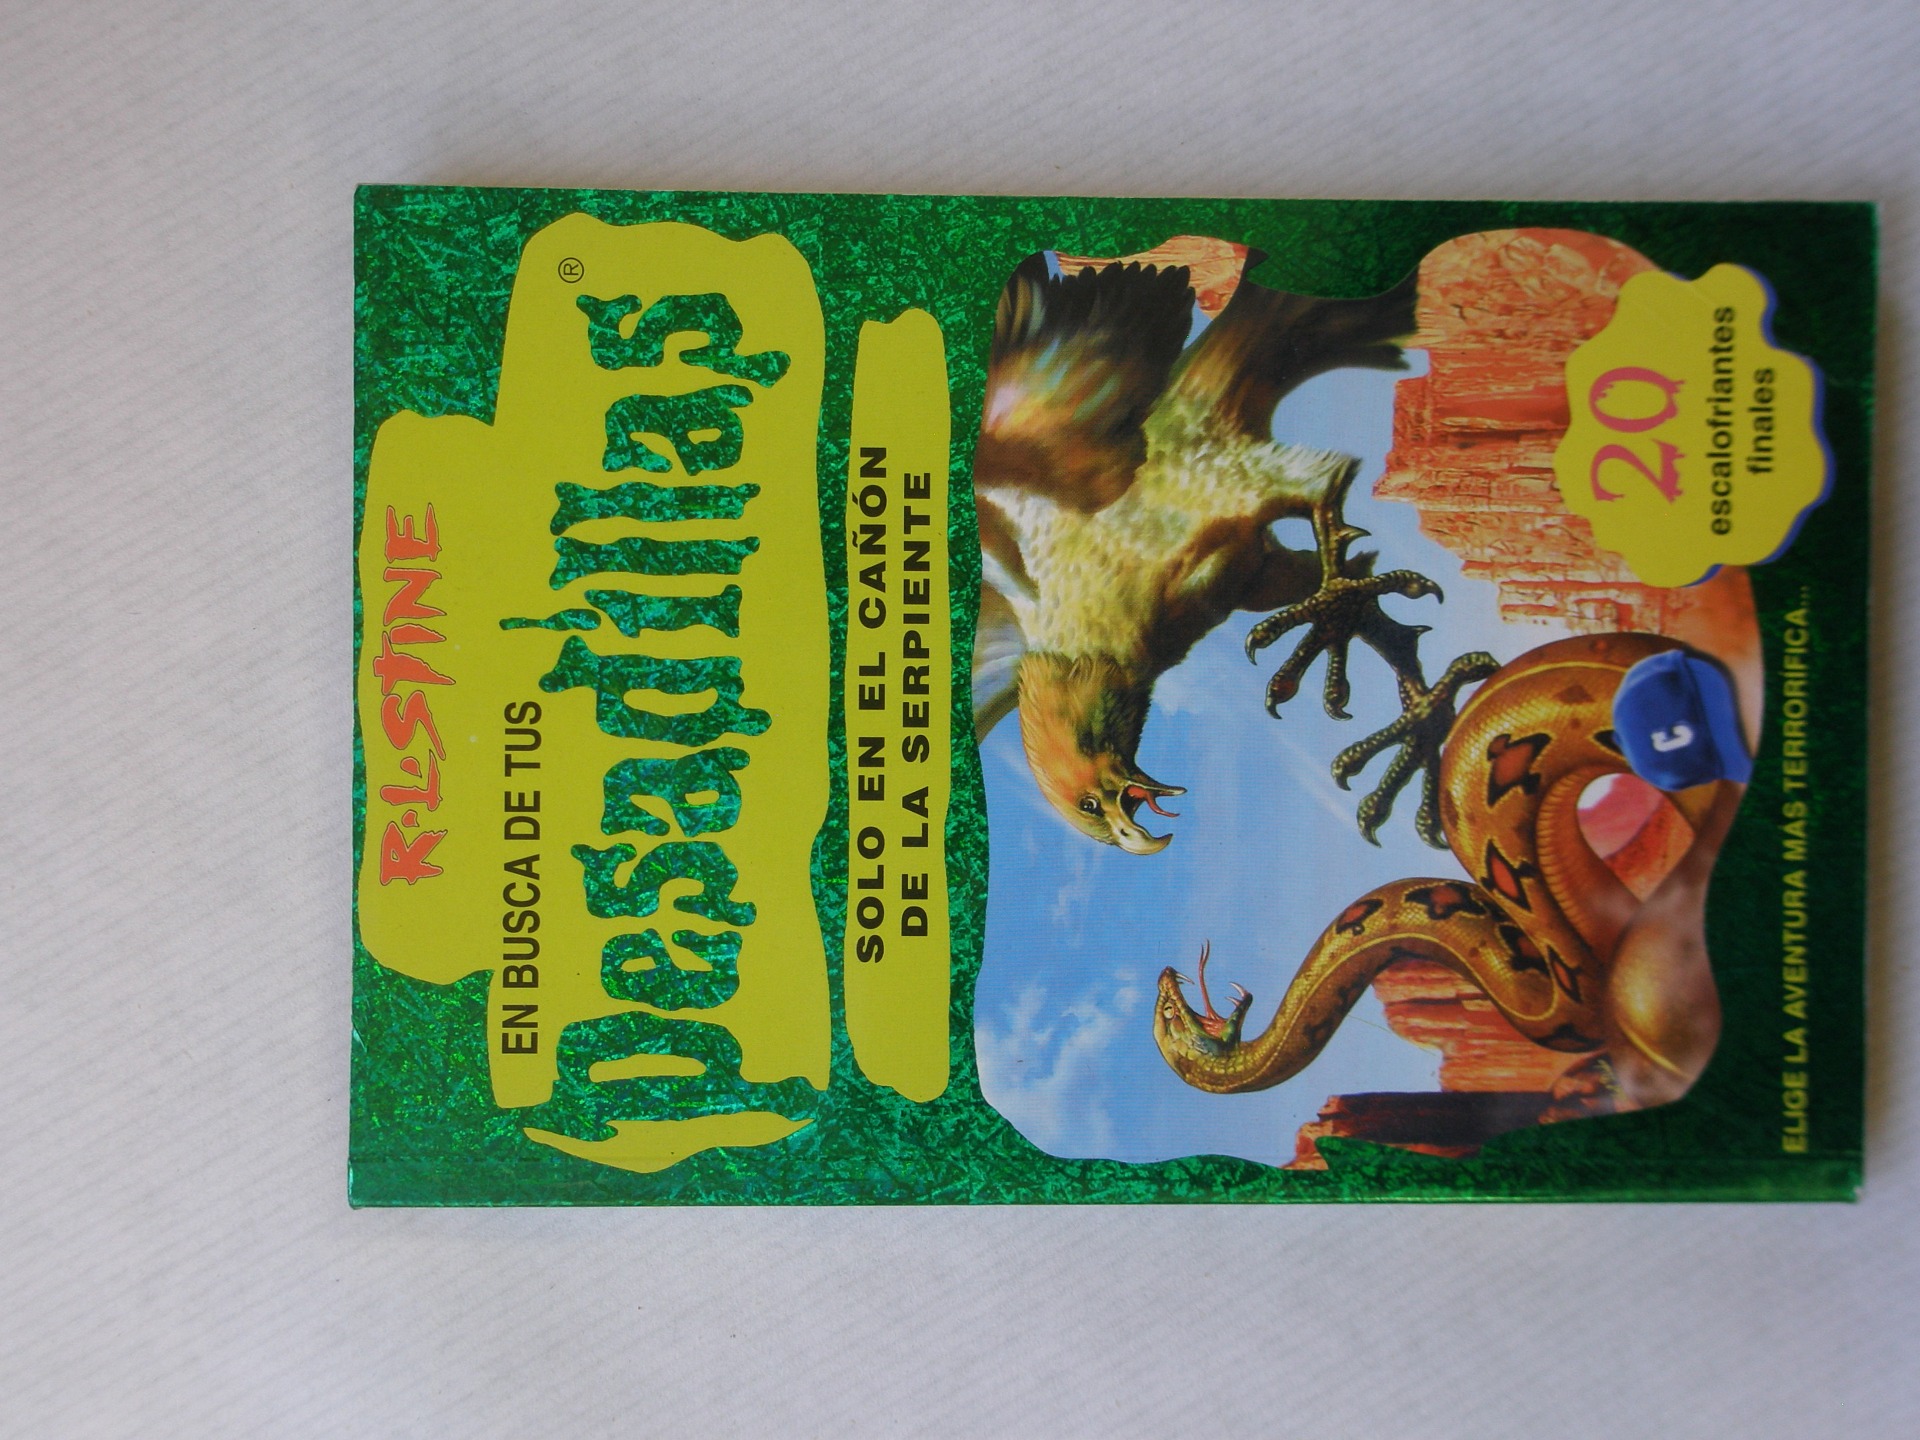 R·L·STINE
EN BUSCA DE TUS
Pesadillas®
SOLO EN EL CAÑÓN
DE LA SERPIENTE
C
20
escalofriantes
finales
ELIGE LA AVENTURA MAS TERRORÍFICA...